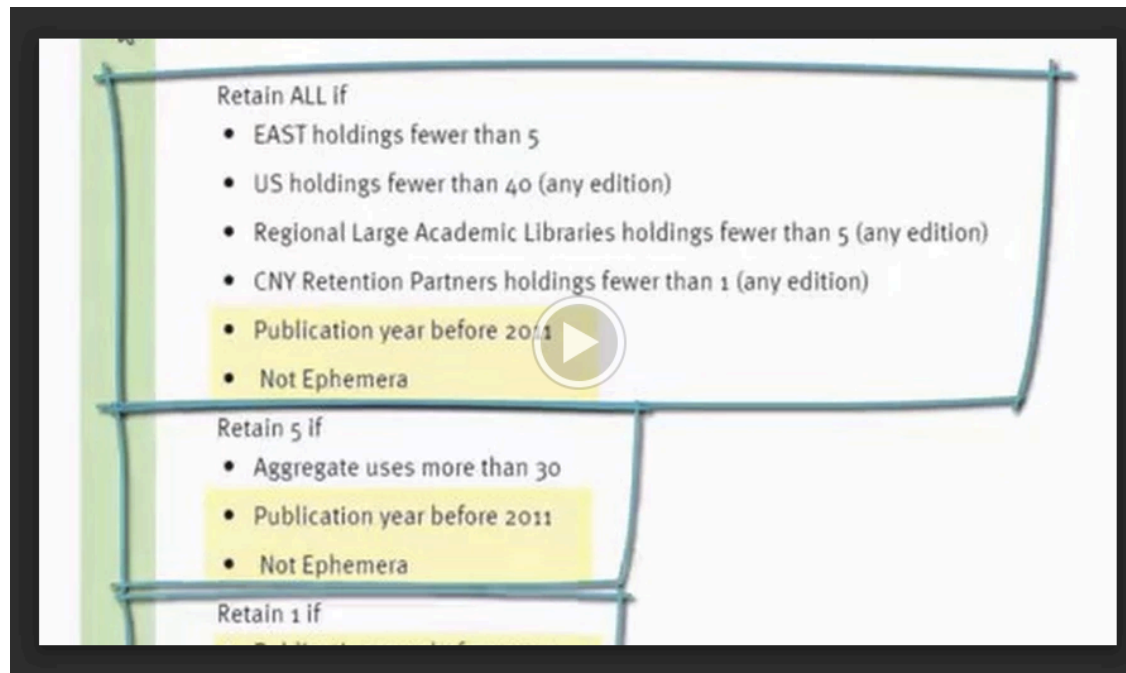 Retain ALL if
• EAST holdings fewer than 5
• US holdings fewer than 40 (any edition)
• Regional Large Academic Libraries holdings fewer than 5 (any edition)
• CNY Retention Partners holdings fewer than 1 (any edition)
• Publication year before 2011
• Not Ephemera
Retain 5 if
• Aggregate uses more than 30
• Publication year before 2011
• Not Ephemera
Retain 1 if